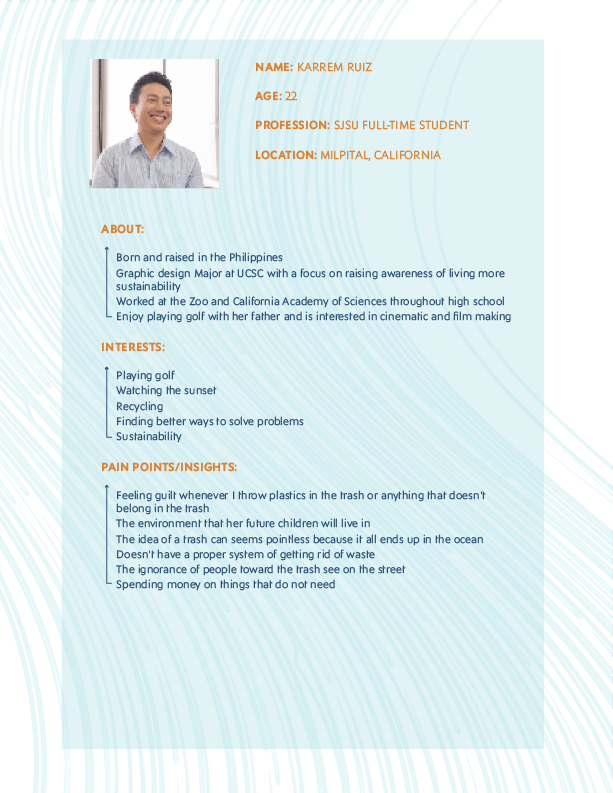 NAME: KARREM RUIZ
AGE: 22
PROFESSION: SJSU FULL-TIME STUDENT
LOCATION: MILPITAL, CALIFORNIA
ABOUT:
Born and raised in the Philippines
Graphic design Major at UCSC with a focus on raising awareness of living more
sustainability
Worked at the Zoo and California Academy of Sciences throughout high school
Enjoy playing golf with her father and is interested in cinematic and film making
INTERESTS:
Playing golf
Watching the sunset
Recycling
Finding better ways to solve problems
Sustainability
PAIN POINTS/INSIGHTS:
Feeling guilt whenever I throw plastics in the trash or anything that doesn't
belong in the trash
The environment that her future children will live in
The idea of a trash can seems pointless because it all ends up in the ocean
Doesn't have a proper system of getting rid of waste
The ignorance of people toward the trash see on the street
Spending money on things that do not need